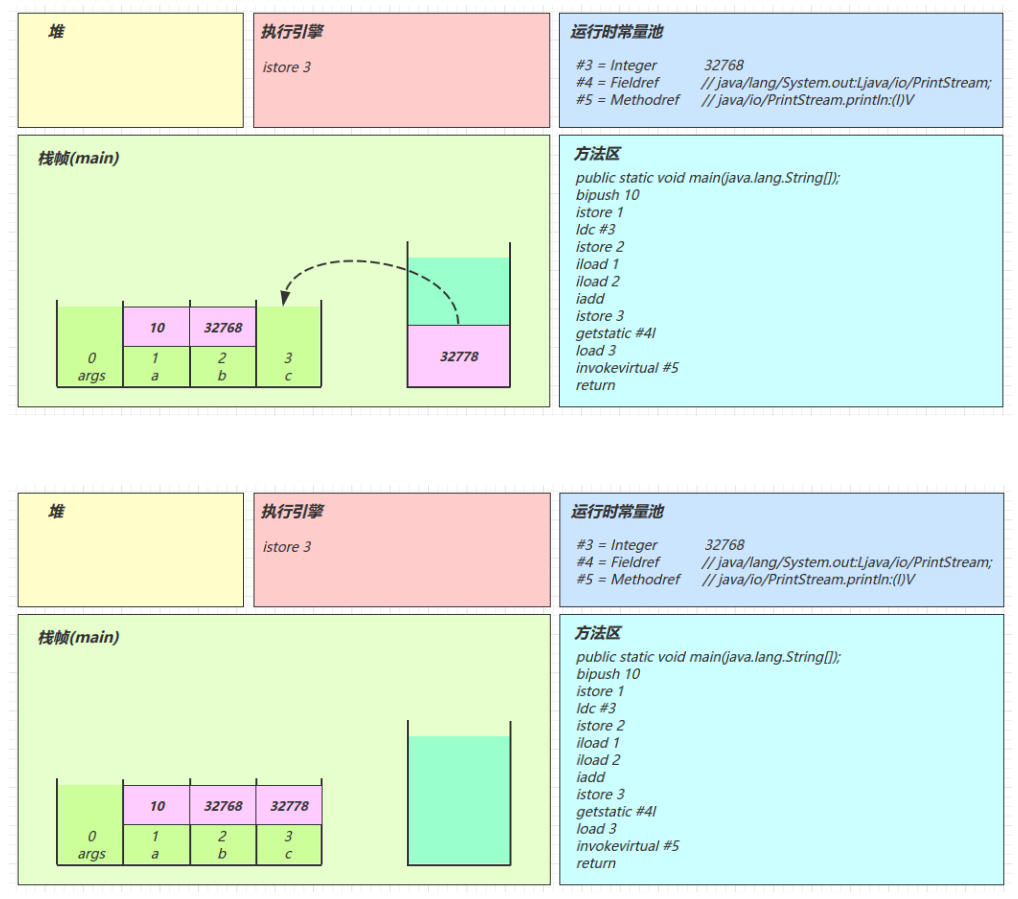 堆
执行引擎
istore 3
运行时常量池
#3 = Integer 32768
#4 = Fieldref // java/lang/System.out:Ljava/io/PrintStream;
#5 = Methodref // java/io/PrintStream.println:(I)V
栈帧(main)
10 32768
0 1 2 3
args a b c
32778
方法区
public static void main(java.lang.String[]);
bipush 10
istore 1
ldc #3
istore 2
iload 1
iload 2
iadd
istore 3
getstatic #4l
load 3
invokevirtual #5
return
堆
执行引擎
istore 3
运行时常量池
#3 = Integer 32768
#4 = Fieldref // java/lang/System.out:Ljava/io/PrintStream;
#5 = Methodref // java/io/PrintStream.println:(I)V
栈帧(main)
10 32768 32778
0 1 2 3
args a b c
方法区
public static void main(java.lang.String[]);
bipush 10
istore 1
ldc #3
istore 2
iload 1
iload 2
iadd
istore 3
getstatic #4l
load 3
invokevirtual #5
return